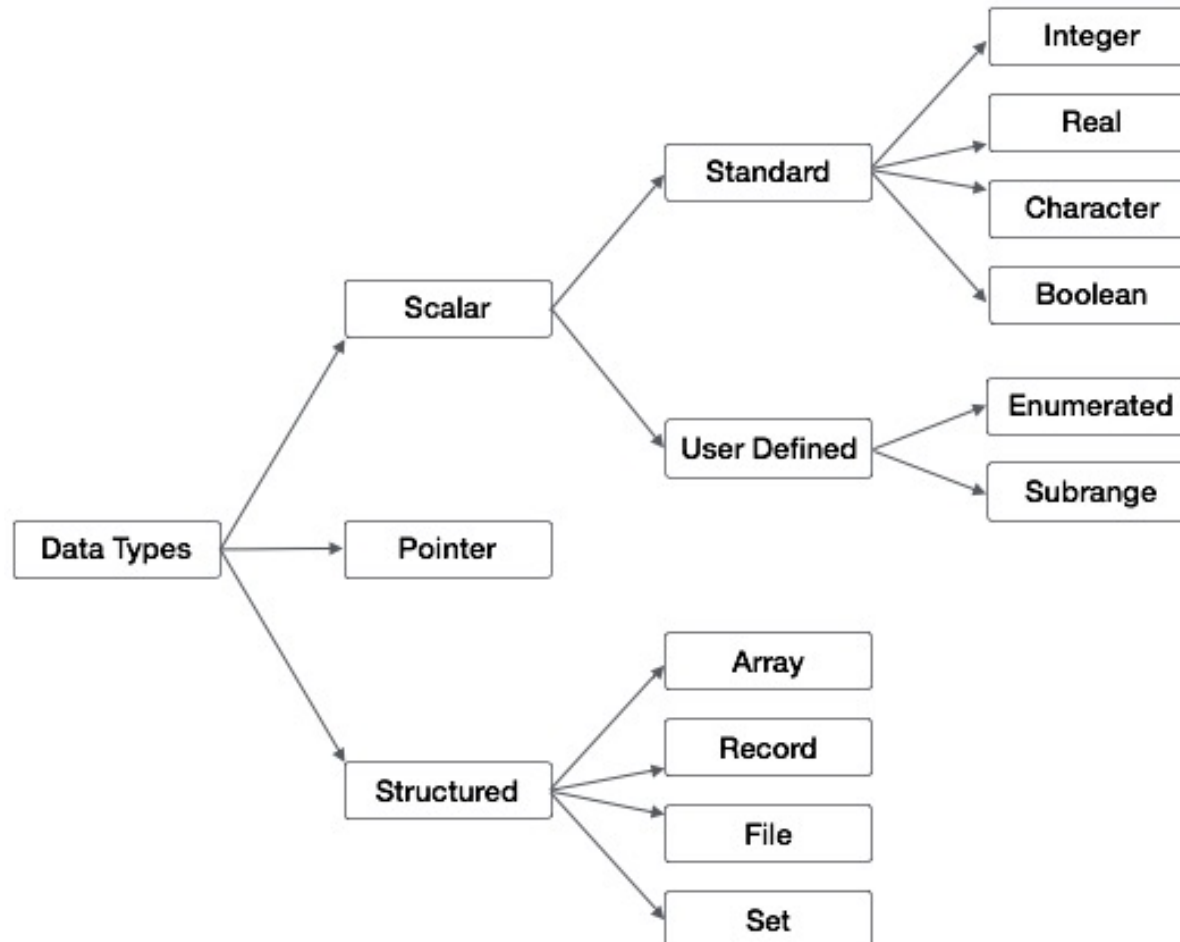 Integer
Real
Standard
Character
Boolean
Scalar
Enumerated
User Defined
Subrange
Data Types
Pointer
Array
Record
Structured
File
Set